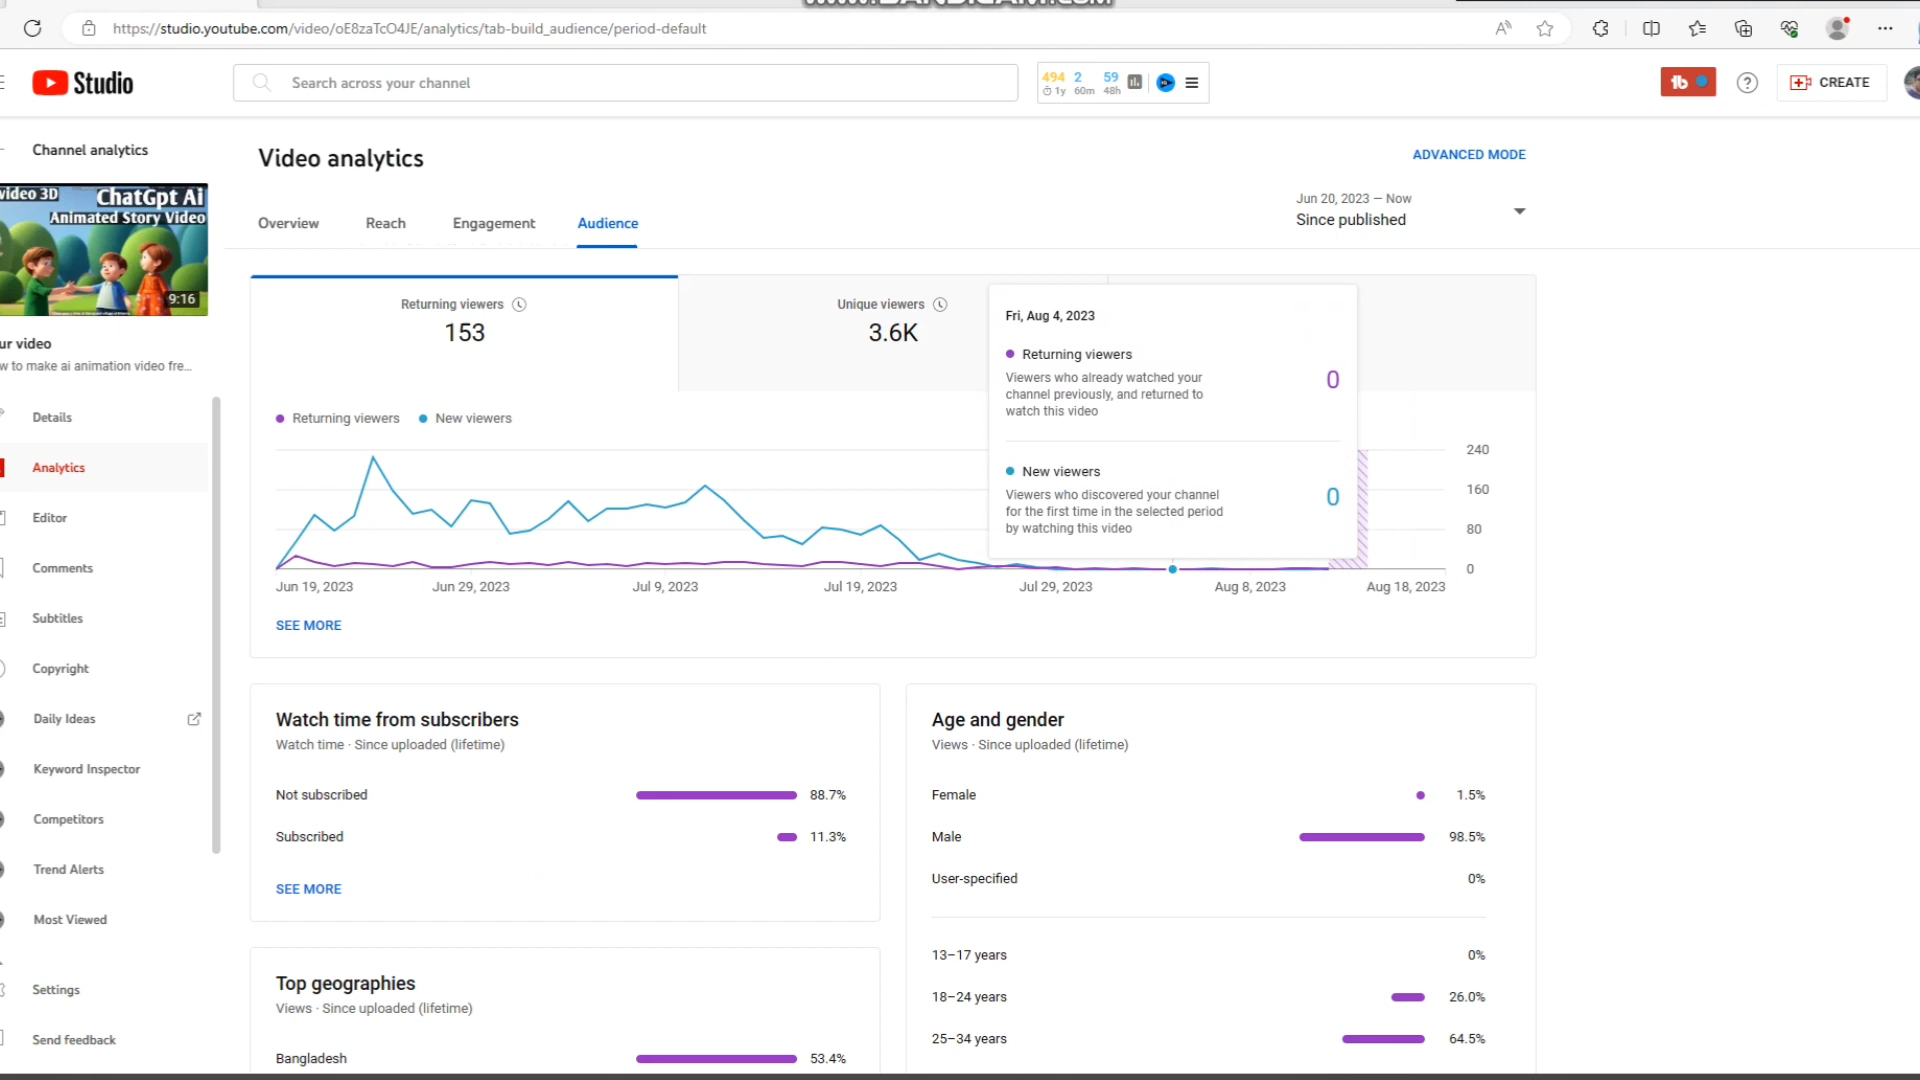 https://studio.youtube.com/video/oE8zaTcO4JE/analytics/tab-build_audience/period-default
Studio
Search across your channel
494 2 59
1y 60m 48h
CREATE
Channel analytics
Video analytics
ADVANCED MODE
Jun 20, 2023 – Now
Since published
video 3D
ChatGpt Ai
Animated Story Video
9:16
Overview
Reach
Engagement
Audience
Returning viewers
153
Unique viewers
3.6K
Fri, Aug 4, 2023
Returning viewers
Viewers who already watched your
channel previously, and returned to
watch this video
0
New viewers
Viewers who discovered your channel
for the first time in the selected period
by watching this video
0
ur video
w to make ai animation video fre...
Details
Analytics
Editor
Comments
Subtitles
Copyright
Daily Ideas
Keyword Inspector
Competitors
Trend Alerts
Most Viewed
Settings
Send feedback
Returning viewers
New viewers
240
160
80
0
Jun 19, 2023
Jun 29, 2023
Jul 9, 2023
Jul 19, 2023
Jul 29, 2023
Aug 8, 2023
Aug 18, 2023
SEE MORE
Watch time from subscribers
Watch time · Since uploaded (lifetime)
Not subscribed 88.7%
Subscribed 11.3%
SEE MORE
Top geographies
Views · Since uploaded (lifetime)
Bangladesh 53.4%
Age and gender
Views · Since uploaded (lifetime)
Female 1.5%
Male 98.5%
User-specified 0%
13–17 years 0%
18–24 years 26.0%
25–34 years 64.5%